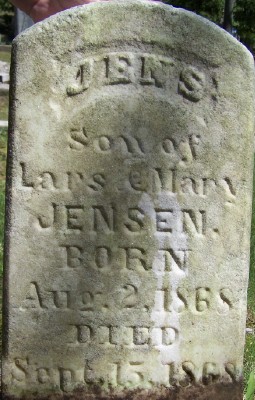 JENS
Son of
Lars & Mary
JENSEN.
BORN
Aug. 2, 1868
DIED
Sept. 15, 1868